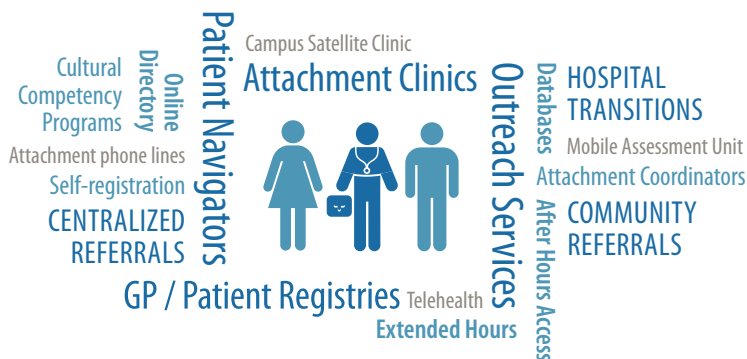 Cultural
Competency
Programs
Online
Directory
Attachment phone lines
Self-registration
CENTRALIZED
REFERRALS
Patient Navigators
Campus Satellite Clinic
Attachment Clinics
GP / Patient Registries
Telehealth
Extended Hours
Outreach Services
Databases
HOSPITAL
TRANSITIONS
Mobile Assessment Unit
Attachment Coordinators
After Hours Access
COMMUNITY
REFERRALS